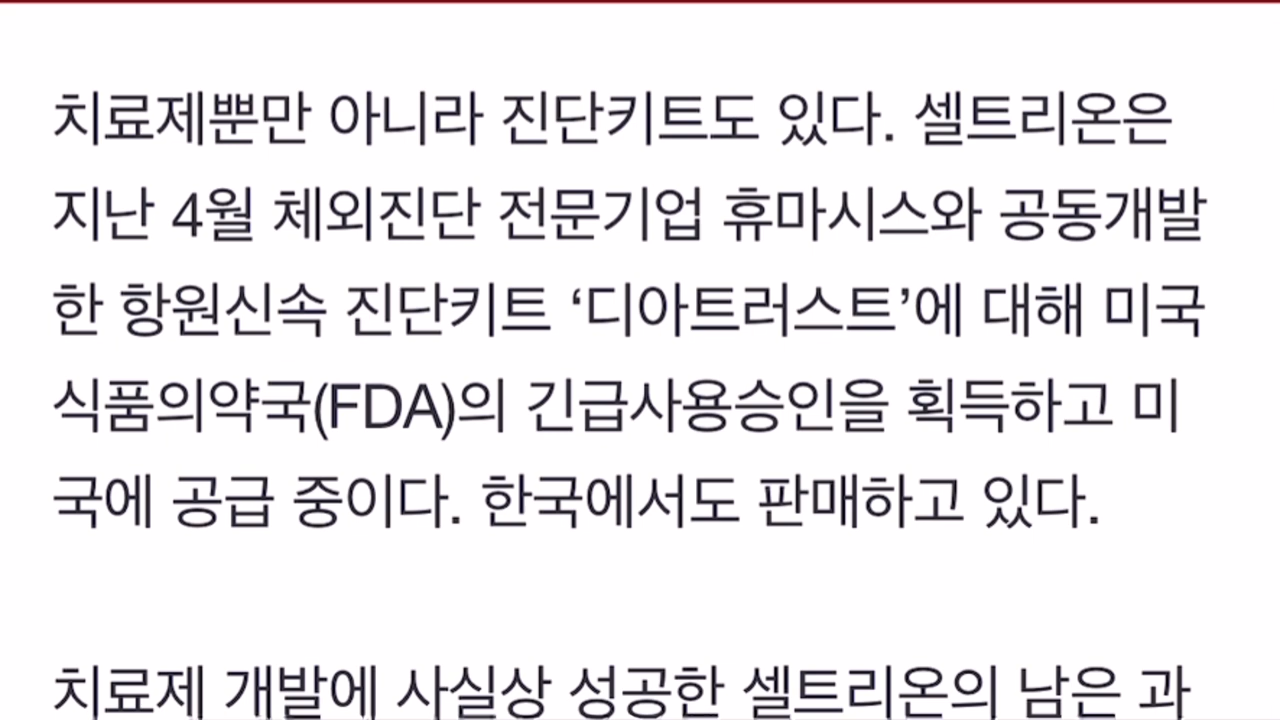 치료제뿐만 아니라 진단키트도 있다. 셀트리온은
지난 4월 체외진단 전문기업 휴마시스와 공동개발
한 항원신속 진단키트 ‘디아트러스트’에 대해 미국
식품의약국(FDA)의 긴급사용승인을 획득하고 미
국에 공급 중이다. 한국에서도 판매하고 있다.
치료제 개발에 사실상 성공한 셀트리온의 남은 과